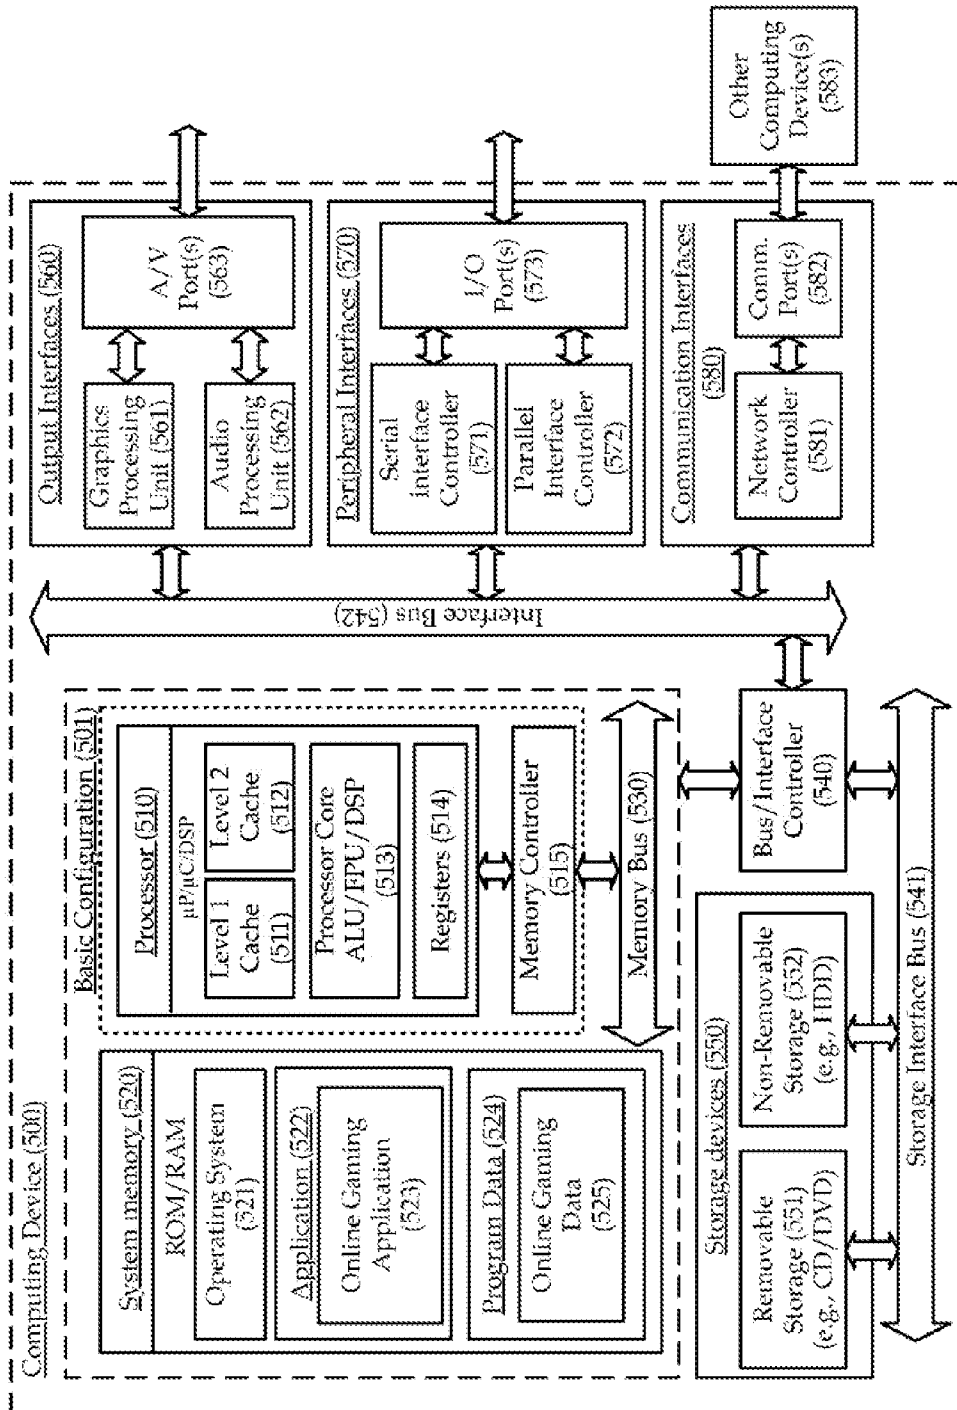 Computing Device (500)
Basic Configuration (501)
System memory (520)
ROM/RAM
Operating System
(521)
Application (522)
Online Gaming
Application
(523)
Program Data (524)
Online Gaming
Data
(525)
Processor (510)
µP/µC/DSP
Level 1
Cache
(511)
Level 2
Cache
(512)
Processor Core
ALU/FPU/DSP
(513)
Registers (514)
Memory Controller
(515)
Memory Bus (530)
Bus/Interface
Controller
(540)
Storage devices (550)
Removable
Storage (551)
(e.g., CD/DVD)
Non-Removable
Storage (552)
(e.g., HDD)
Storage Interface Bus (541)
Interface Bus (542)
Output Interfaces (560)
Graphics
Processing
Unit (561)
Audio
Processing
Unit (562)
A/V
Port(s)
(563)
Peripheral Interfaces (570)
Serial
interface
Controller
(571)
Parallel
Interface
Controller
(572)
I/O
Port(s)
(573)
Communication Interfaces
(580)
Network
Controller
(581)
Comm.
Port(s)
(582)
Other
Computing
Device(s)
(583)